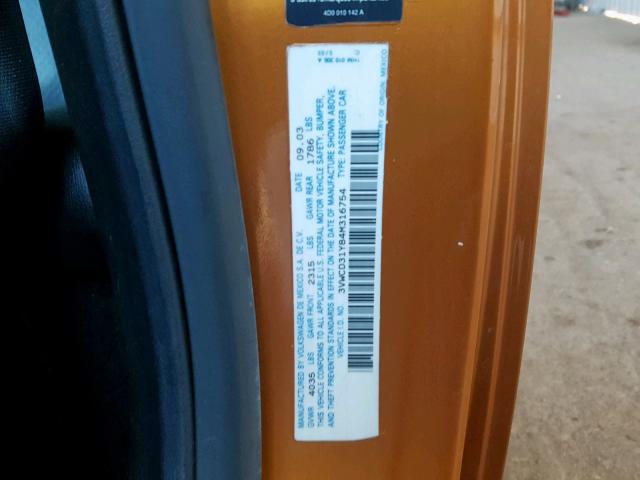 4D0 010 142 A
MANUFACTURED BY VOLKSWAGEN DE MEXICO S.A. DE C.V. DATE 09.03
GVWR 4035 LBS GAWR FRONT 2315 LBS GAWR REAR 1786 LBS
THIS VEHICLE CONFORMS TO ALL APPLICABLE U.S. FEDERAL MOTOR VEHICLE SAFETY, BUMPER,
AND THEFT PREVENTION STANDARDS IN EFFECT ON THE DATE OF MANUFACTURE SHOWN ABOVE.
VEHICLE I.D. NO. 3VWCD31Y84M316754 TYPE: PASSENGER CAR
COUNTRY OF ORIGIN: MEXICO